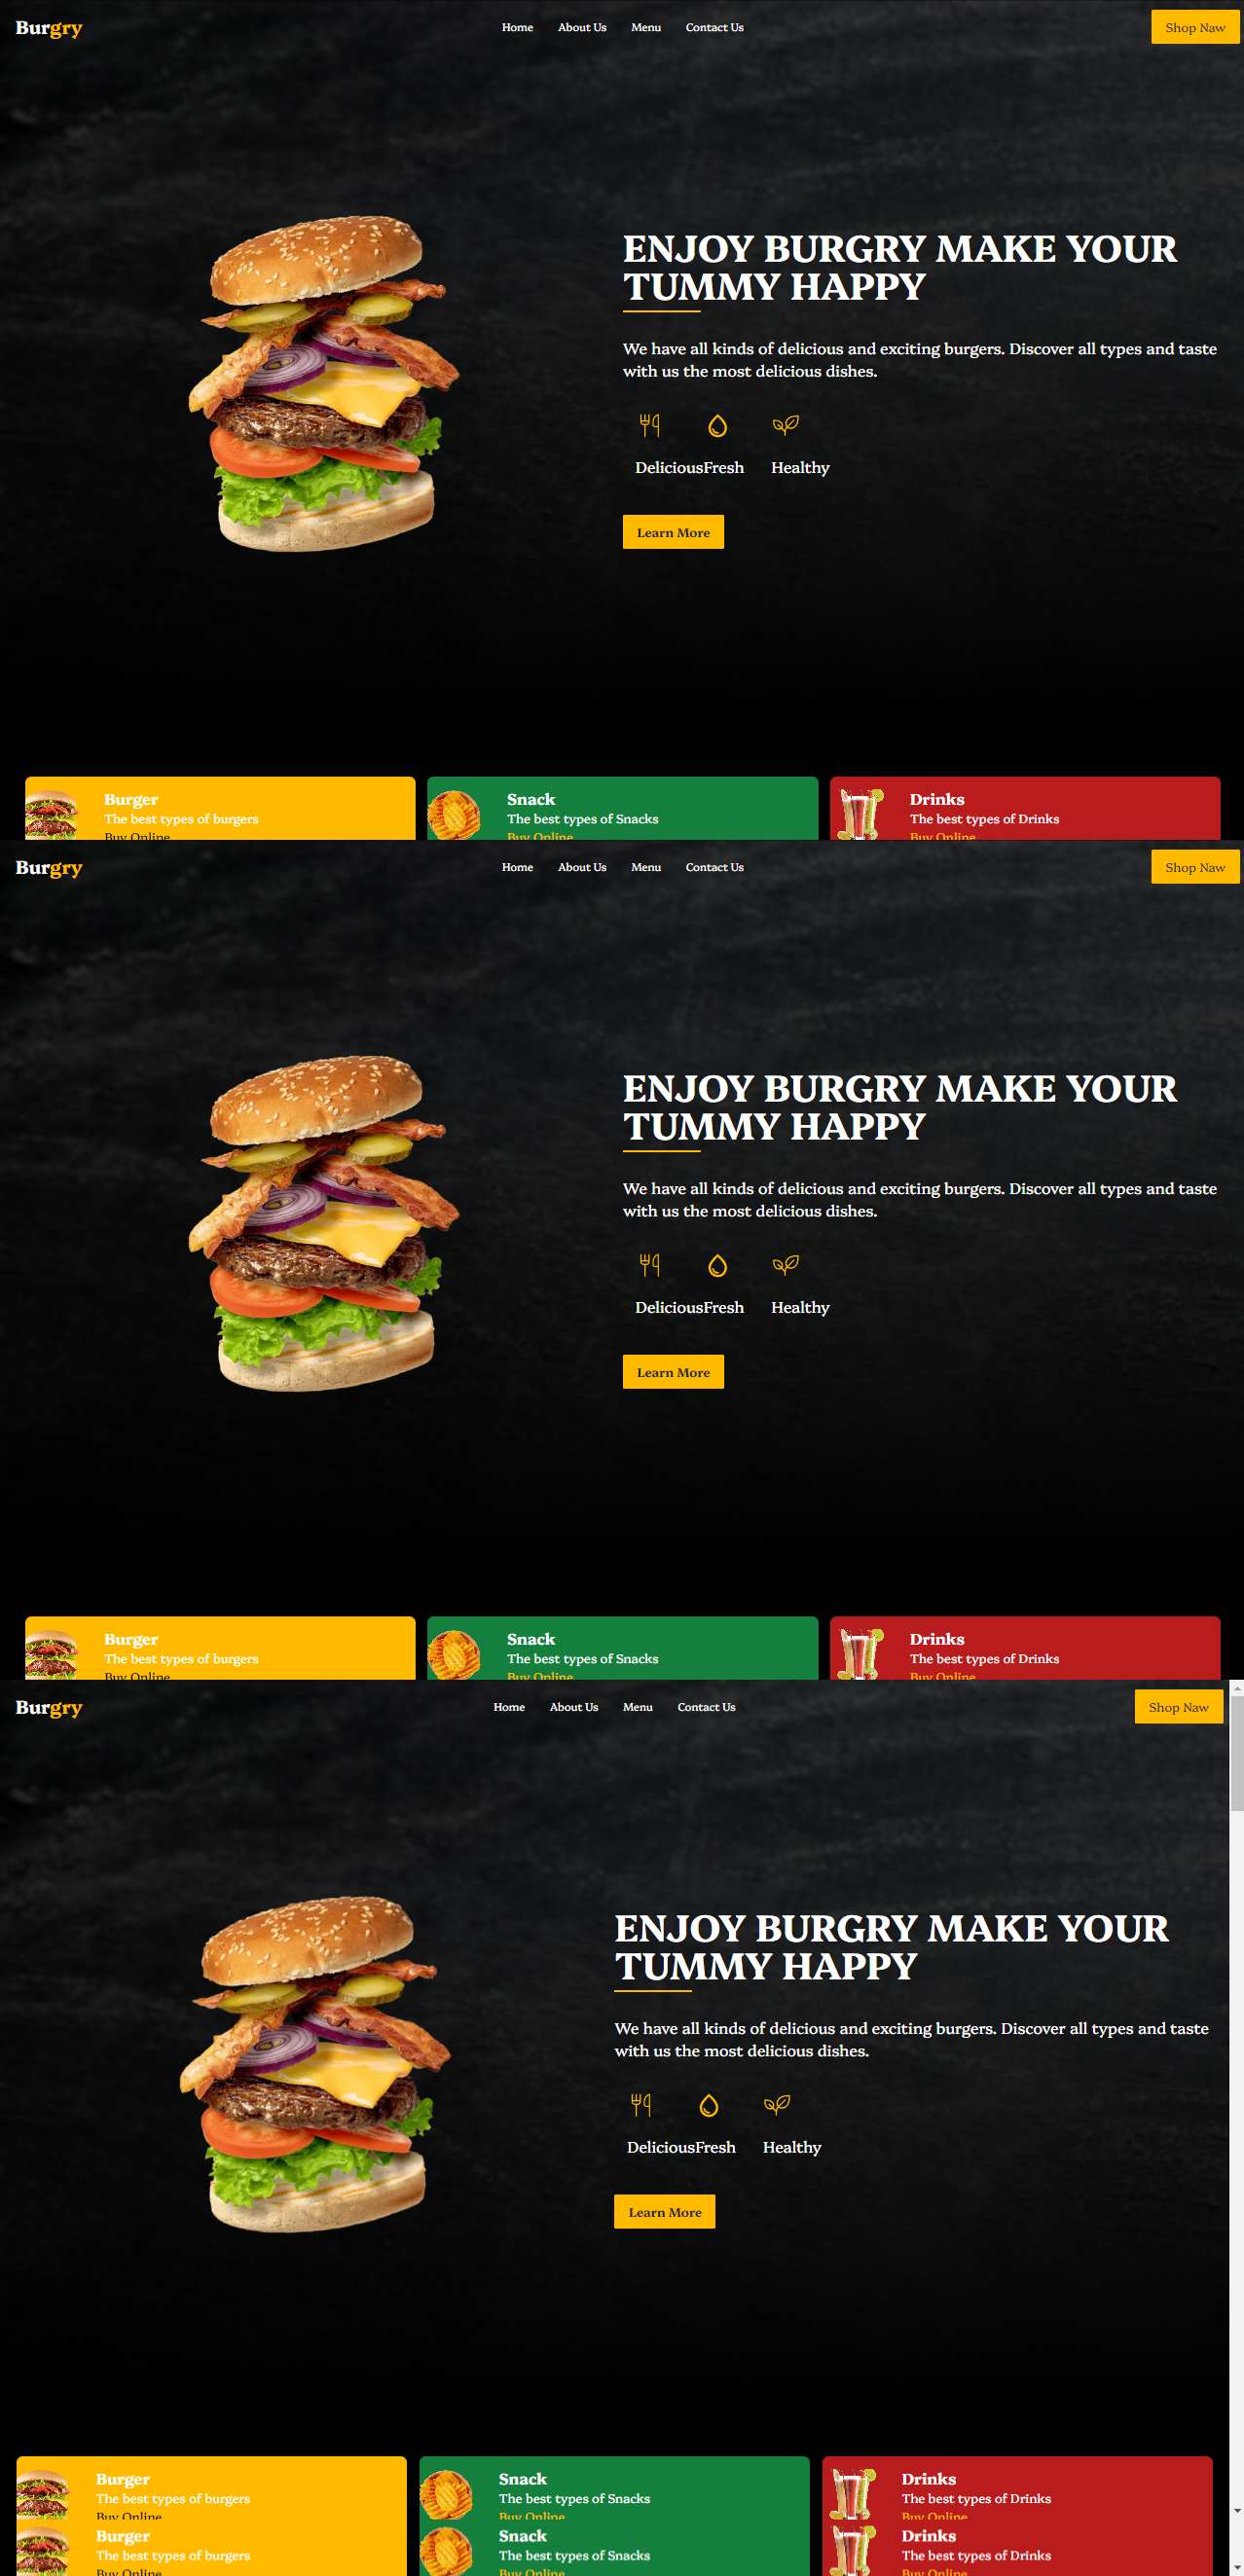 Burgry
Home About Us Menu Contact Us
Shop Naw
ENJOY BURGRY MAKE YOUR
TUMMY HAPPY
We have all kinds of delicious and exciting burgers. Discover all types and taste
with us the most delicious dishes.
Delicious Fresh Healthy
Learn More
Burger
The best types of burgers
Buy Online
Snack
The best types of Snacks
Buy Online
Drinks
The best types of Drinks
Buy Online
Burgry
Home About Us Menu Contact Us
Shop Naw
ENJOY BURGRY MAKE YOUR
TUMMY HAPPY
We have all kinds of delicious and exciting burgers. Discover all types and taste
with us the most delicious dishes.
Delicious Fresh Healthy
Learn More
Burger
The best types of burgers
Buy Online
Snack
The best types of Snacks
Buy Online
Drinks
The best types of Drinks
Buy Online
Burgry
Home About Us Menu Contact Us
Shop Naw
ENJOY BURGRY MAKE YOUR
TUMMY HAPPY
We have all kinds of delicious and exciting burgers. Discover all types and taste
with us the most delicious dishes.
Delicious Fresh Healthy
Learn More
Burger
The best types of burgers
Buy Online
Snack
The best types of Snacks
Buy Online
Drinks
The best types of Drinks
Buy Online
Burger
The best types of burgers
Buy Online
Snack
The best types of Snacks
Buy Online
Drinks
The best types of Drinks
Buy Online